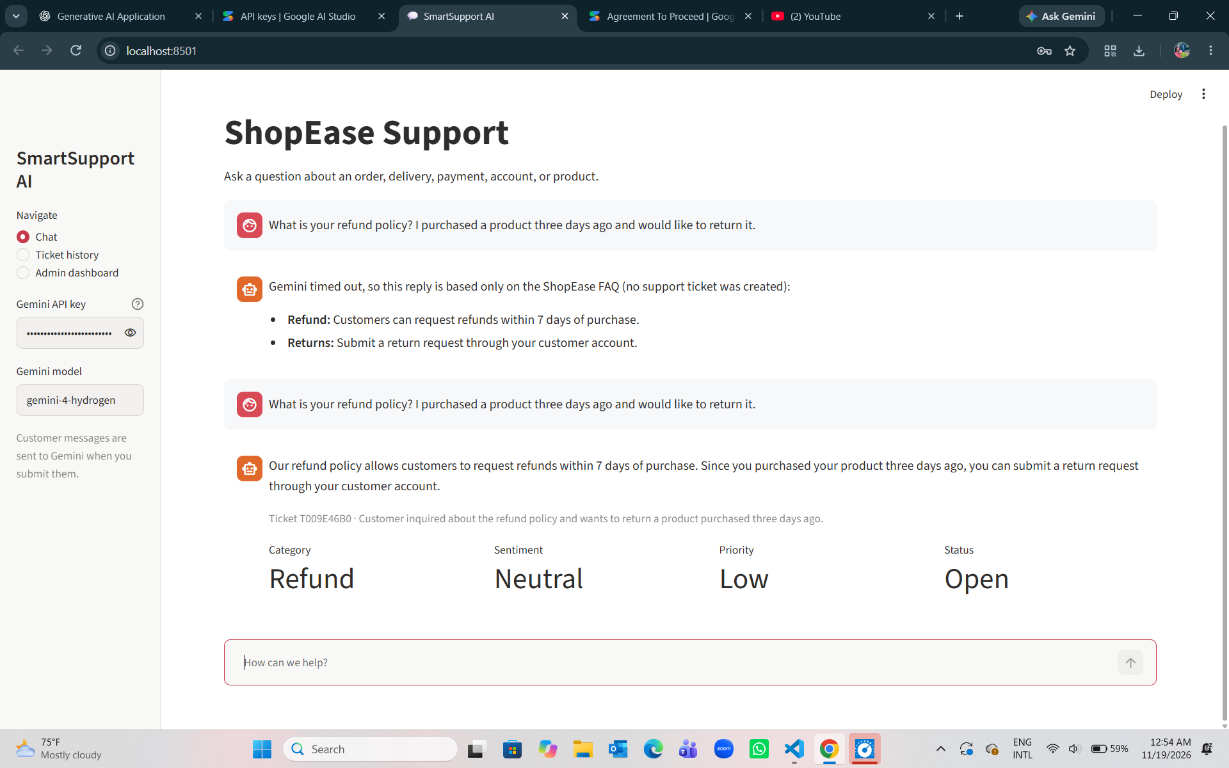 Generative AI Application
API keys | Google AI Studio
SmartSupport AI
Agreement To Proceed | Goog
(2) YouTube
Ask Gemini
localhost:8501
Deploy
SmartSupport
AI
Navigate
Chat
Ticket history
Admin dashboard
Gemini API key
Gemini model
gemini-4-hydrogen
Customer messages are
sent to Gemini when you
submit them.
ShopEase Support
Ask a question about an order, delivery, payment, account, or product.
What is your refund policy? I purchased a product three days ago and would like to return it.
Gemini timed out, so this reply is based only on the ShopEase FAQ (no support ticket was created):
• Refund: Customers can request refunds within 7 days of purchase.
• Returns: Submit a return request through your customer account.
What is your refund policy? I purchased a product three days ago and would like to return it.
Our refund policy allows customers to request refunds within 7 days of purchase. Since you purchased your product three days ago, you can submit a return request
through your customer account.
Ticket T009E46B0 · Customer inquired about the refund policy and wants to return a product purchased three days ago.
Category Sentiment Priority Status
Refund Neutral Low Open
How can we help?
75°F
Mostly cloudy
Search
zoom
ENG
INTL
59%
12:54 AM
11/19/2026